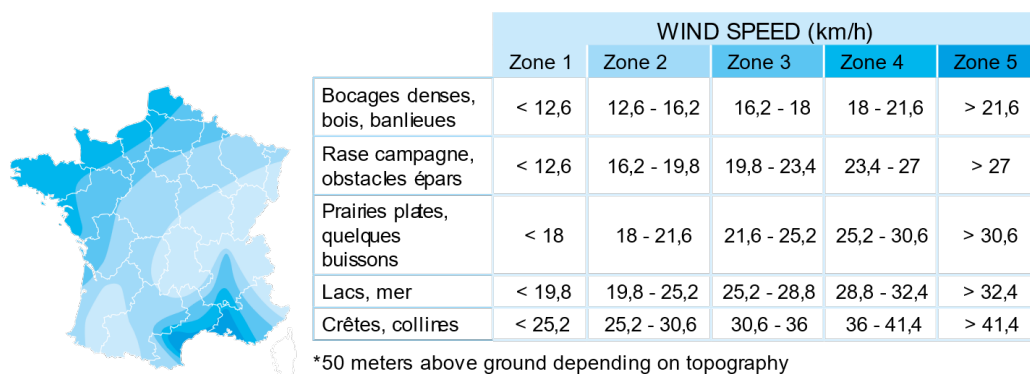 WIND SPEED (km/h)
Zone 1 Zone 2 Zone 3 Zone 4 Zone 5
Bocages denses,
bois, banlieues
< 12,6 12,6 - 16,2 16,2 - 18 18 - 21,6 > 21,6
Rase campagne,
obstacles épars
< 12,6 16,2 - 19,8 19,8 - 23,4 23,4 - 27 > 27
Prairies plates,
quelques
buissons
< 18 18 - 21,6 21,6 - 25,2 25,2 - 30,6 > 30,6
Lacs, mer < 19,8 19,8 - 25,2 25,2 - 28,8 28,8 - 32,4 > 32,4
Crêtes, collines < 25,2 25,2 - 30,6 30,6 - 36 36 - 41,4 > 41,4
*50 meters above ground depending on topography